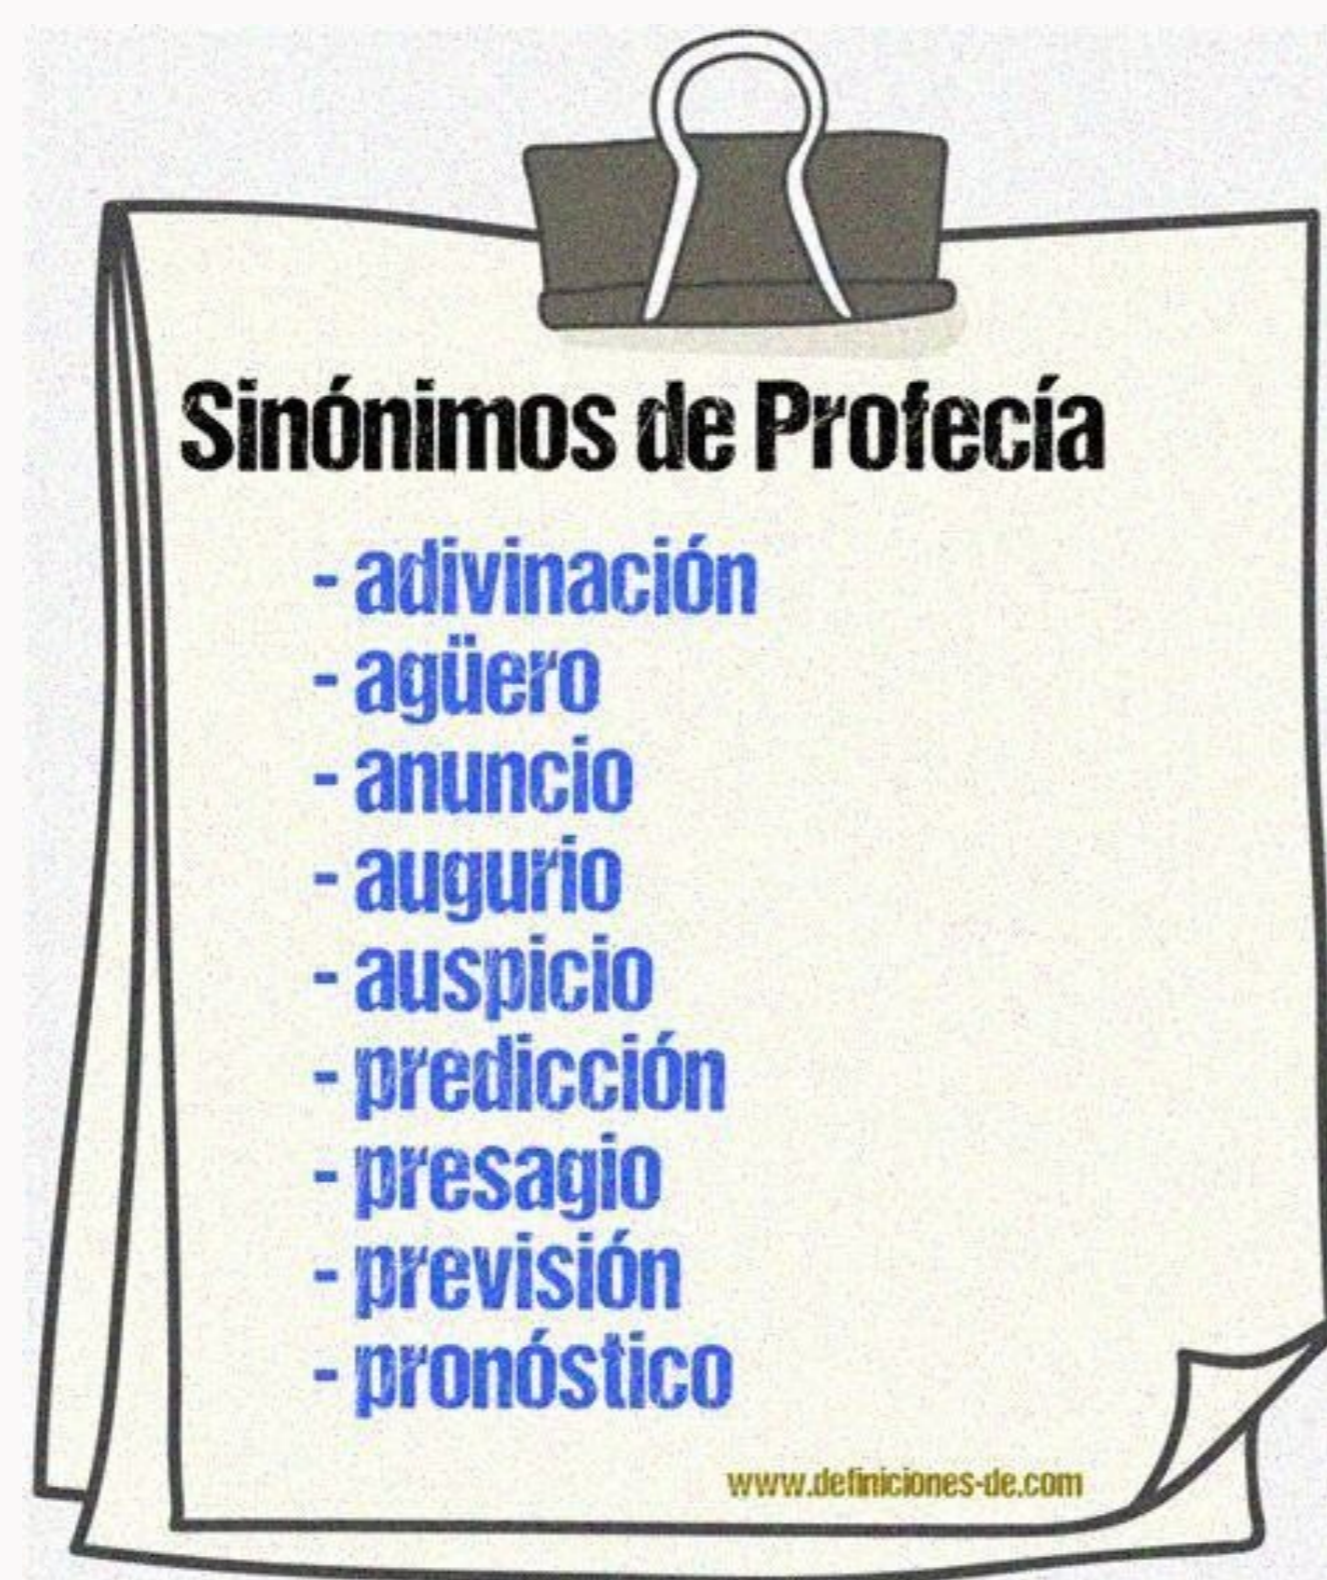 Sinónimos de Profecía
- adivinación
- agüero
- anuncio
- augurio
- auspicio
- predicción
- presagio
- previsión
- pronóstico
www.definiciones-de.com